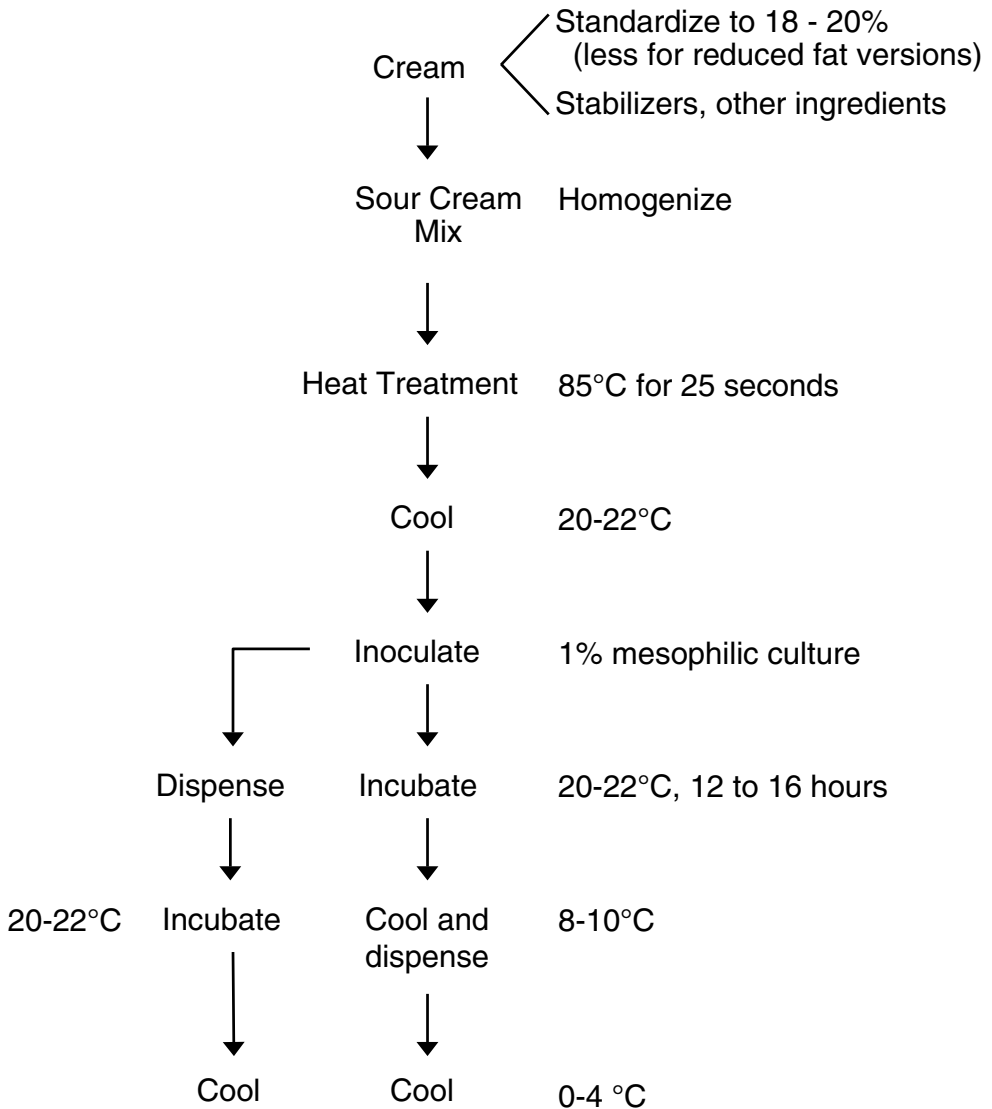 Standardize to 18 - 20%
(less for reduced fat versions)
Cream
Stabilizers, other ingredients
Sour Cream
Mix
Homogenize
Heat Treatment
85°C for 25 seconds
Cool
20-22°C
Inoculate
1% mesophilic culture
Dispense
Incubate
20-22°C, 12 to 16 hours
20-22°C
Incubate
Cool and
dispense
8-10°C
Cool
Cool
0-4 °C